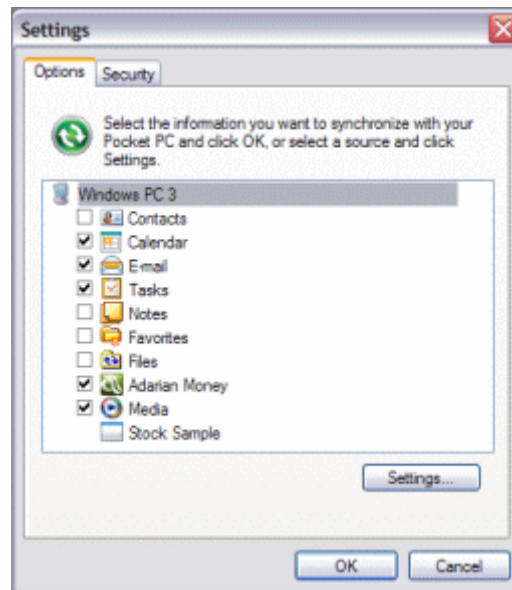 Settings
Options Security
Select the information you want to synchronize with your
Pocket PC and click OK, or select a source and click
Settings.
Windows PC 3
Contacts
Calendar
E-mail
Tasks
Notes
Favorites
Files
Adarian Money
Media
Stock Sample
Settings...
OK Cancel